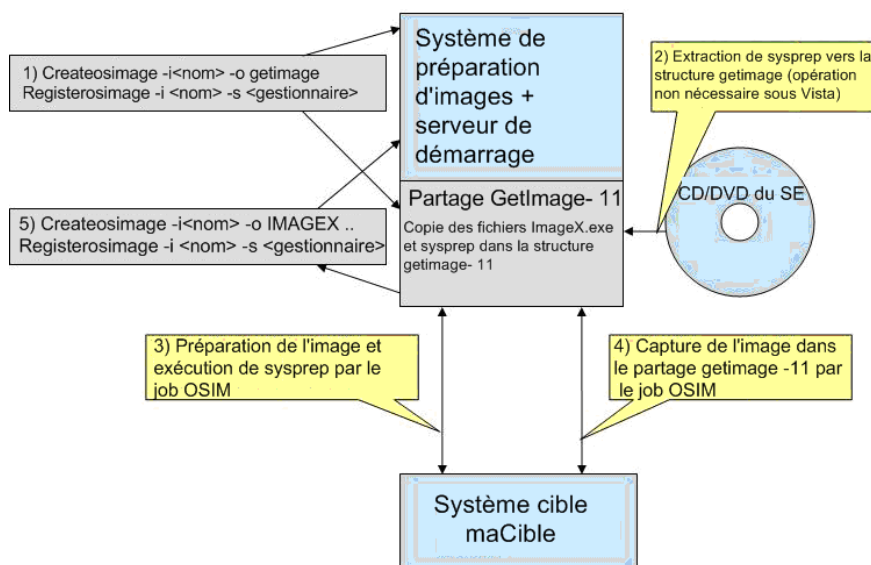 1) Createosimage -i<nom> -o getimage
Registerosimage -i <nom> -s <gestionnaire>
Système de
préparation
d'images +
serveur de
démarrage
2) Extraction de sysprep vers la
structure getimage (opération
non nécessaire sous Vista)
CD/DVD du SE
Partage GetImage- 11
Copie des fichiers ImageX.exe
et sysprep dans la structure
getimage- 11
5) Createosimage -i<nom> -o IMAGEX ..
Registerosimage -i <nom> -s <gestionnaire>
3) Préparation de l'image et
exécution de sysprep par le
job OSIM
4) Capture de l'image dans
le partage getimage -11 par
le job OSIM
Système cible
maCible